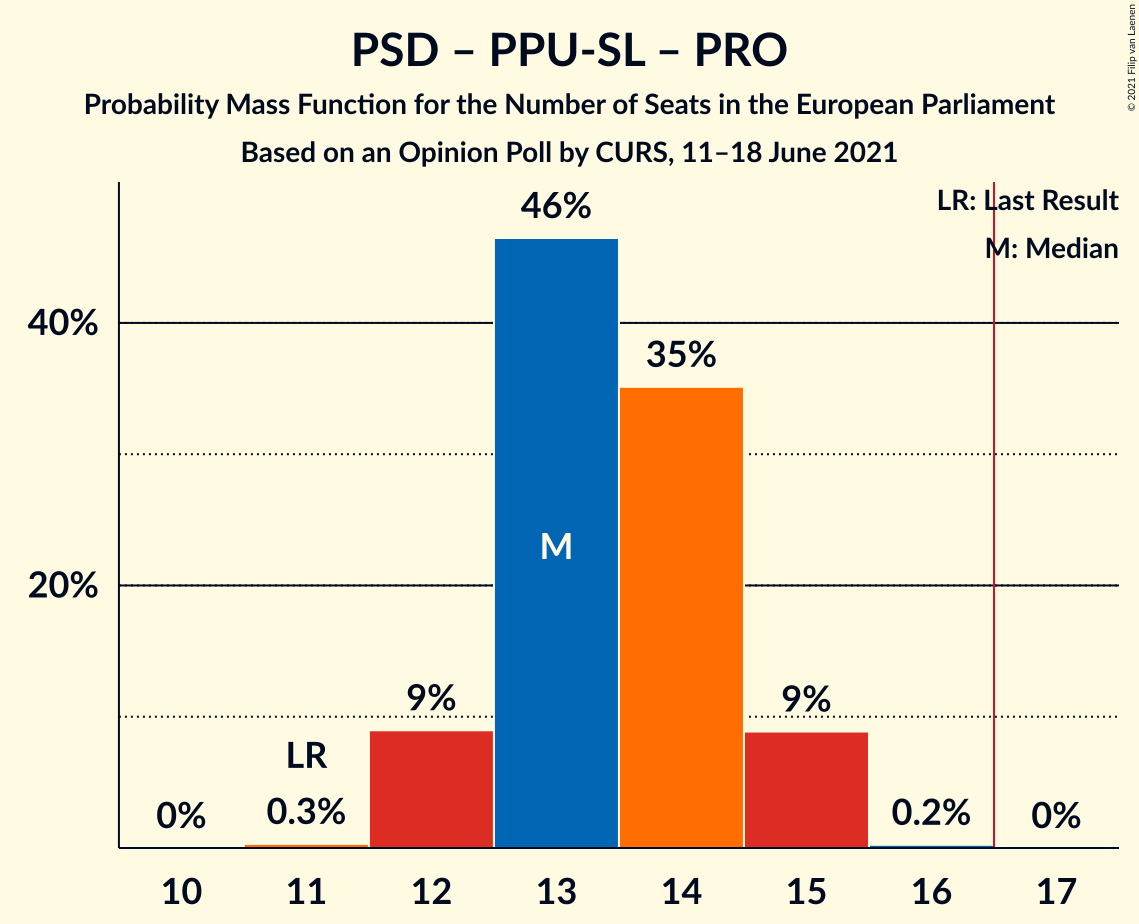 PSD – PPU-SL – PRO
Probability Mass Function for the Number of Seats in the European Parliament
Based on an Opinion Poll by CURS, 11–18 June 2021
© 2021 Filip van Laenen
LR: Last Result
M: Median
46%
40%
35%
M
20%
9%
9%
LR
0%
0.3%
0.2%
0%
10 11 12 13 14 15 16 17